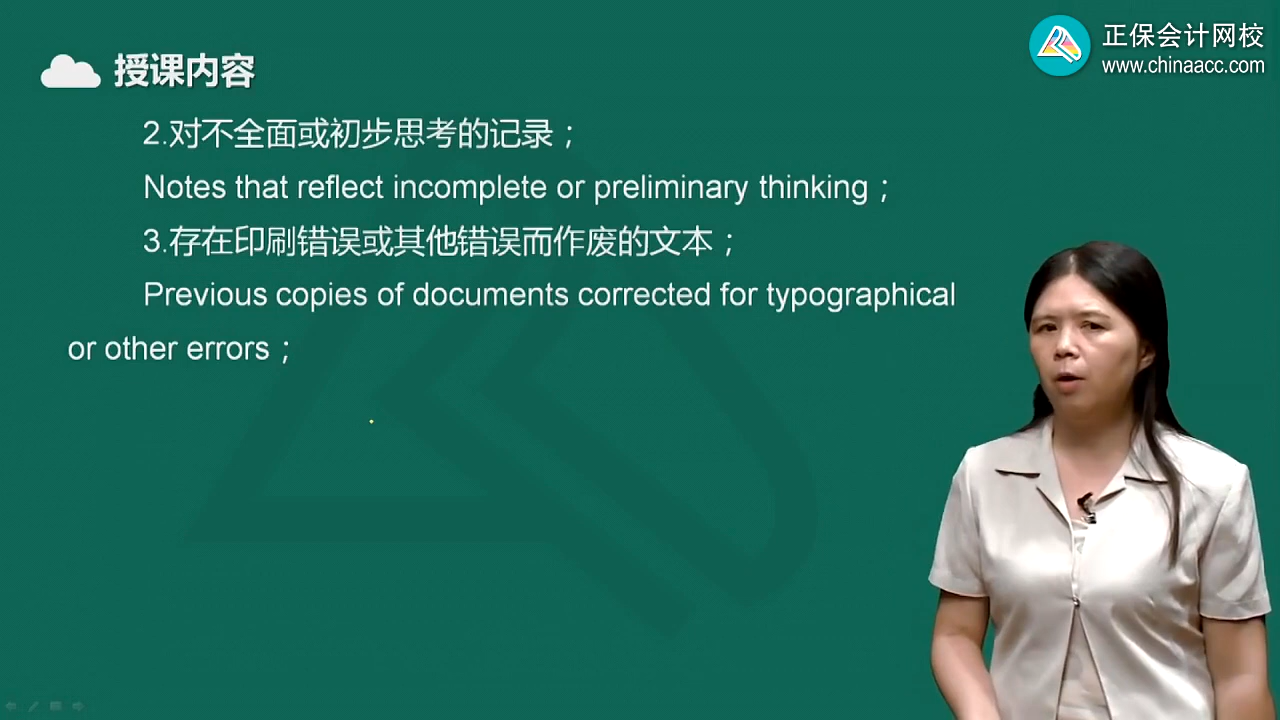 正保会计网校
www.chinaacc.com
授课内容
2.对不全面或初步思考的记录；
Notes that reflect incomplete or preliminary thinking；
3.存在印刷错误或其他错误而作废的文本；
Previous copies of documents corrected for typographical
or other errors；